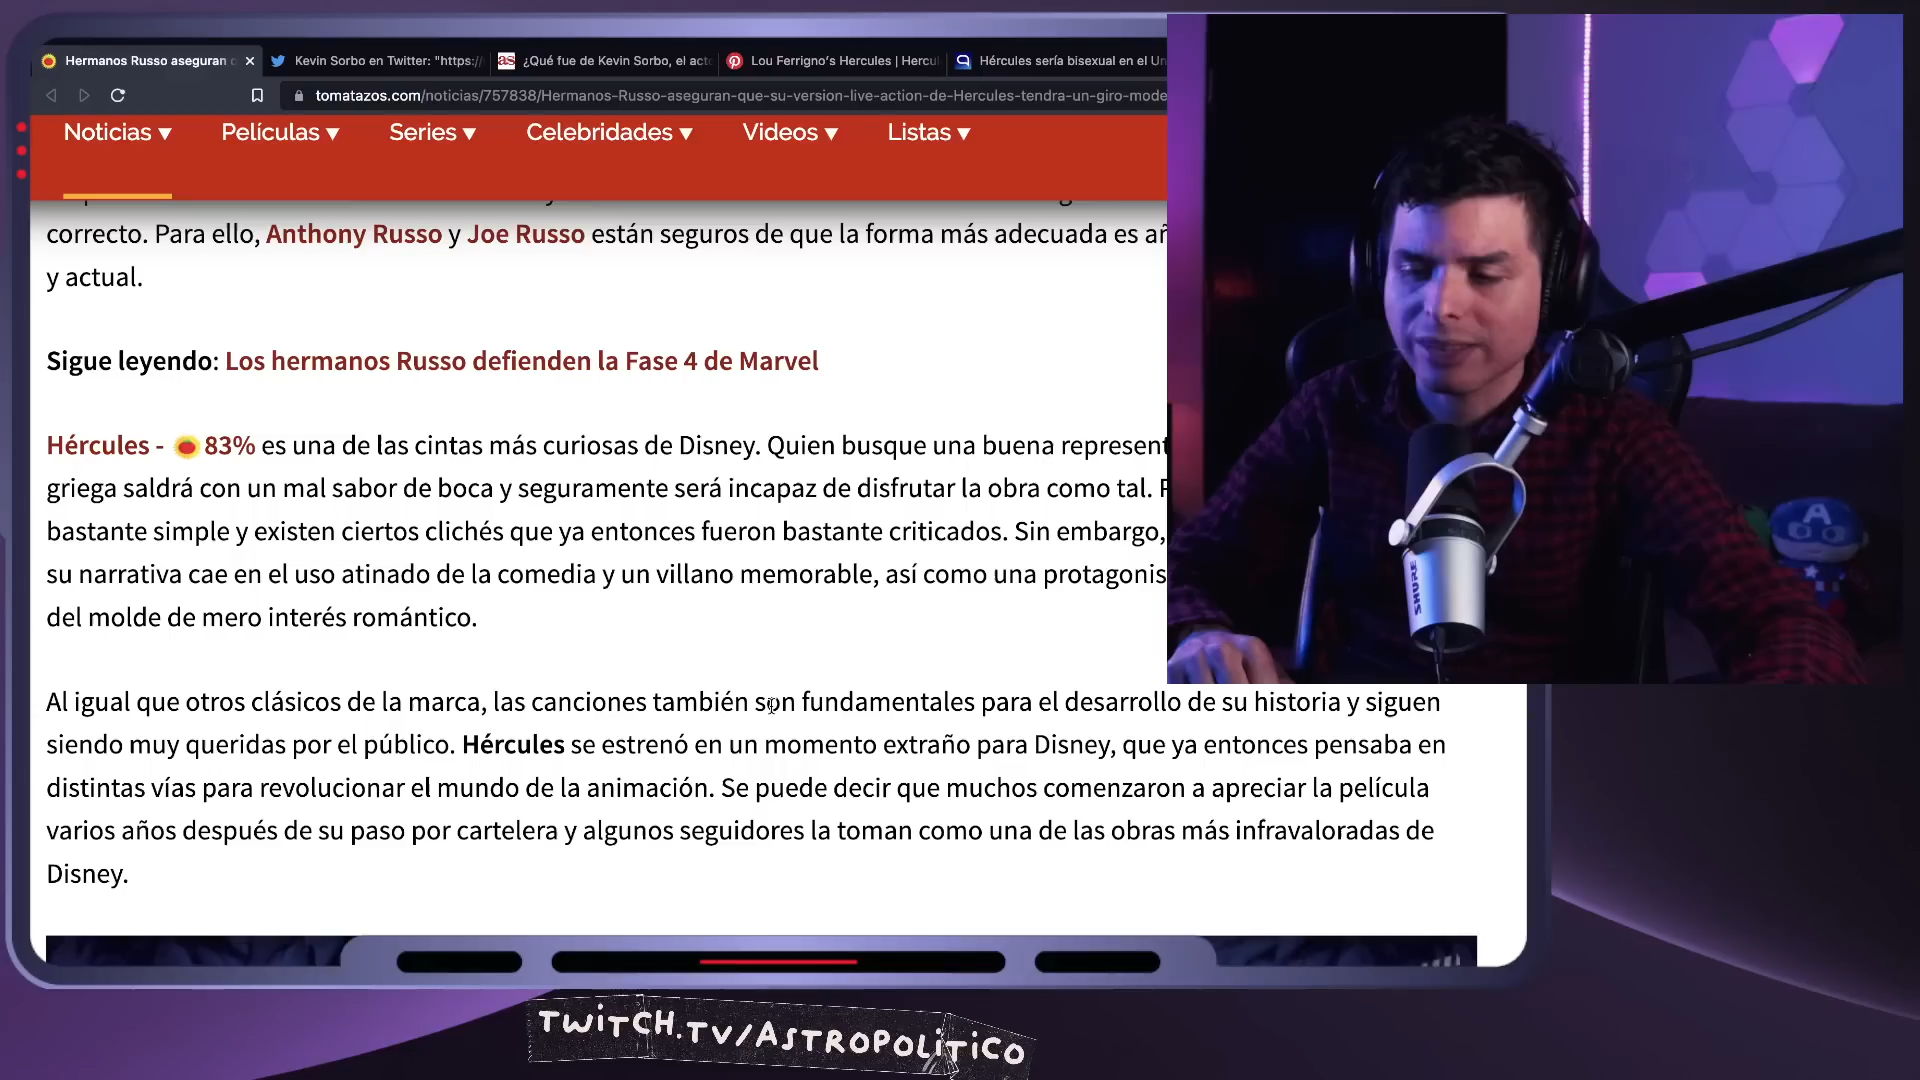 Hermanos Russo aseguran
Kevin Sorbo en Twitter: "https:/
as ¿Qué fue de Kevin Sorbo, el act
Lou Ferrigno's Hercules | Hercu
Hércules sería bisexual en el Un
tomatazos.com/noticias/757838/Hermanos-Russo-aseguran-que-su-version-live-action-de-Hercules-tendra-un-giro-mode
Noticias ▼ Películas ▼ Series ▼ Celebridades ▼ Videos ▼ Listas ▼
correcto. Para ello, Anthony Russo y Joe Russo están seguros de que la forma más adecuada es añ
y actual.
Sigue leyendo: Los hermanos Russo defienden la Fase 4 de Marvel
Hércules - 83% es una de las cintas más curiosas de Disney. Quien busque una buena represent
griega saldrá con un mal sabor de boca y seguramente será incapaz de disfrutar la obra como tal.
bastante simple y existen ciertos clichés que ya entonces fueron bastante criticados. Sin embargo,
su narrativa cae en el uso atinado de la comedia y un villano memorable, así como una protagonis
del molde de mero interés romántico.
Al igual que otros clásicos de la marca, las canciones también son fundamentales para el desarrollo de su historia y siguen
siendo muy queridas por el público. Hércules se estrenó en un momento extraño para Disney, que ya entonces pensaba en
distintas vías para revolucionar el mundo de la animación. Se puede decir que muchos comenzaron a apreciar la película
varios años después de su paso por cartelera y algunos seguidores la toman como una de las obras más infravaloradas de
Disney.
SHURE
A
TWITCH.TV/ASTROPOLITICO